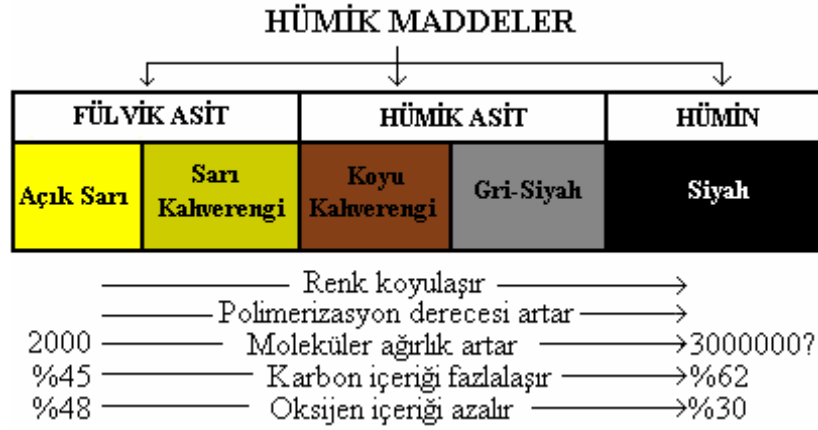 HÜMİK MADDELER
FÜLVİK ASİT HÜMİK ASİT HÜMİN
Açık Sarı Sarı Kahverengi Koyu Kahverengi Gri-Siyah Siyah
Renk koyulaşır
Polimerizasyon derecesi artar
2000 Moleküler ağırlık artar 3000000?
%45 Karbon içeriği fazlalaşır %62
%48 Oksijen içeriği azalır %30